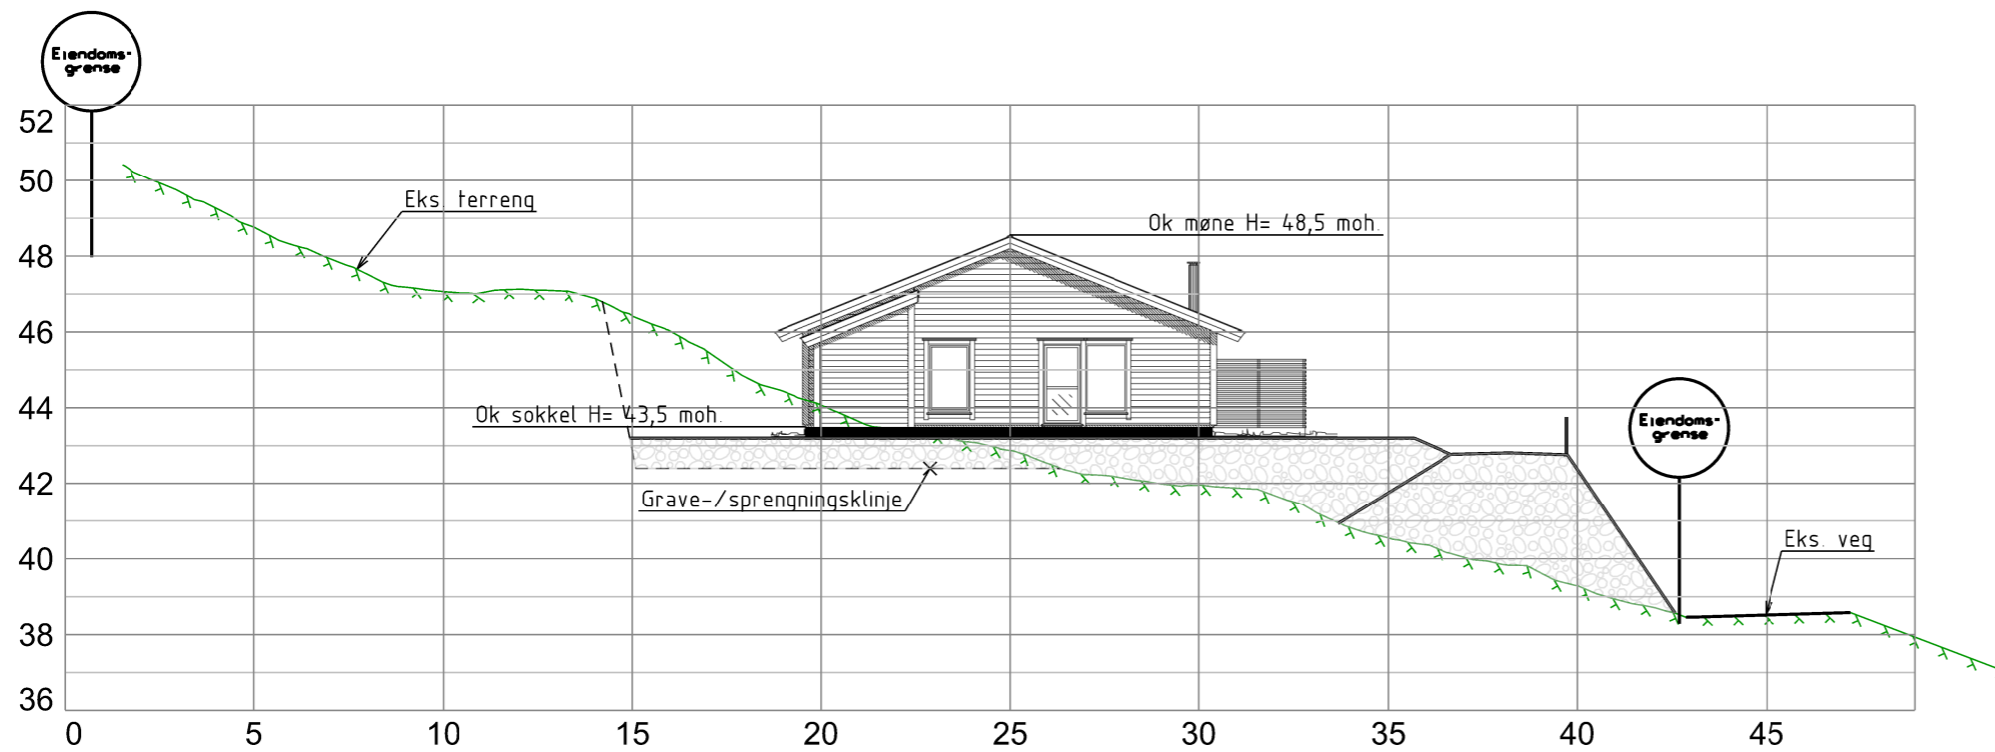 Eiendoms-
grense
52
50
Eks. terreng
Ok møne H= 48,5 moh.
48
46
44
Ok sokkel H= 43,5 moh.
Eiendoms-
grense
42
Grave-/sprengningsklinje
40
Eks. veg
38
36
0 5 10 15 20 25 30 35 40 45